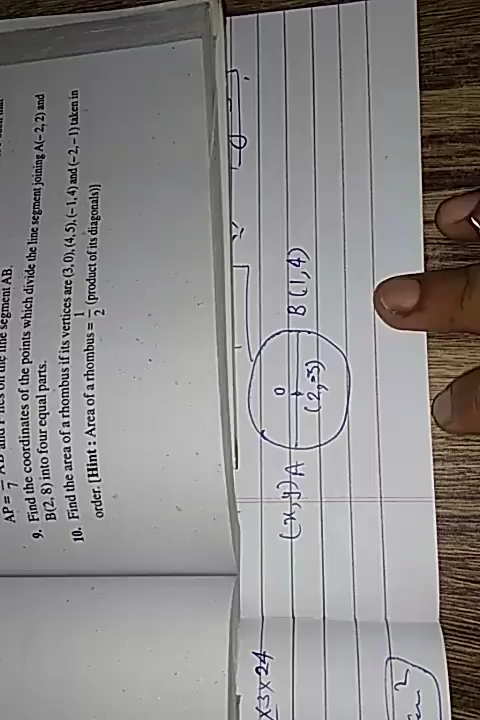 AP = 7 AB and P lies on the line segment AB.
9. Find the coordinates of the points which divide the line segment joining A(– 2, 2) and
B(2, 8) into four equal parts.
10. Find the area of a rhombus if its vertices are (3, 0), (4, 5), (– 1, 4) and (– 2, – 1) taken in
order. [Hint : Area of a rhombus = 1/2 (product of its diagonals)]
(x,y) A
O
(2,-3)
B (1,4)
x3x24